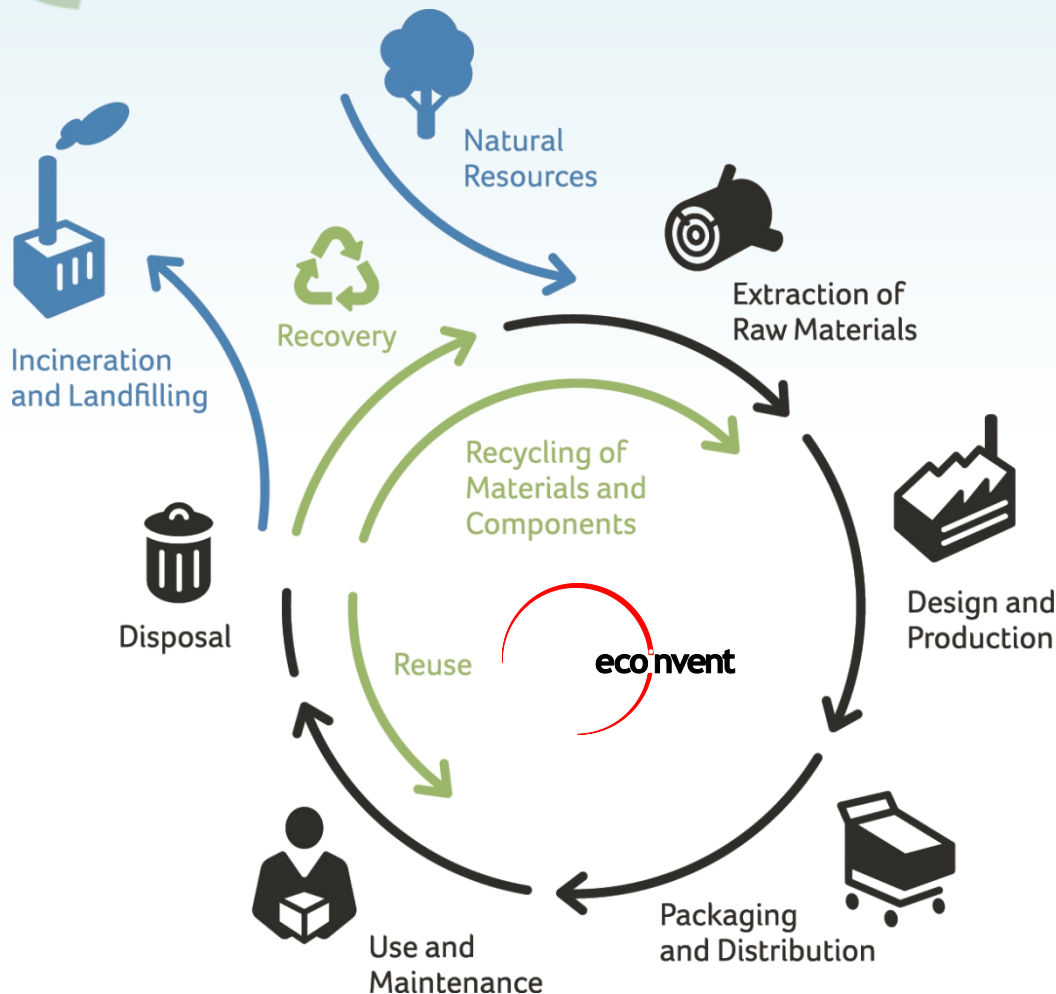 Natural
Resources
Extraction of
Raw Materials
Recovery
Incineration
and Landfilling
Recycling of
Materials and
Components
Design and
Production
Disposal
Reuse
ecoinvent
Packaging
and Distribution
Use and
Maintenance